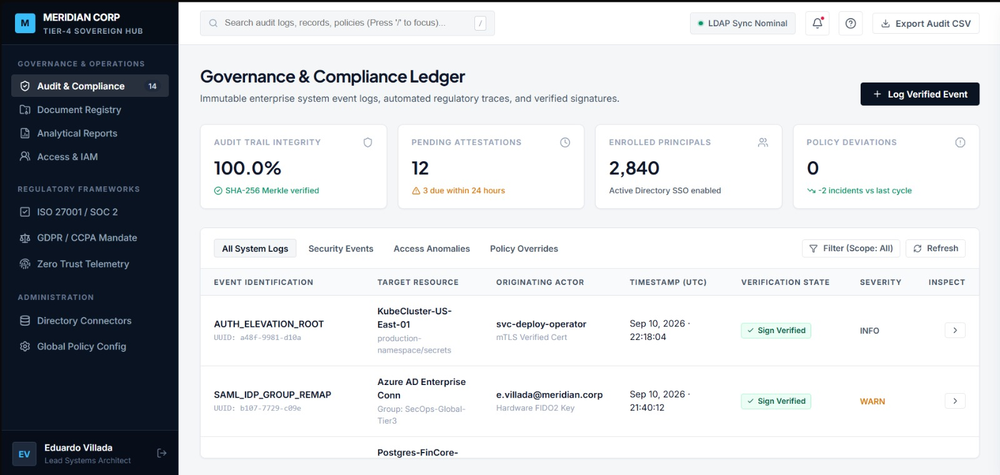 M
MERIDIAN CORP
TIER-4 SOVEREIGN HUB
GOVERNANCE & OPERATIONS
Audit & Compliance 14
Document Registry
Analytical Reports
Access & IAM
REGULATORY FRAMEWORKS
ISO 27001 / SOC 2
GDPR / CCPA Mandate
Zero Trust Telemetry
ADMINISTRATION
Directory Connectors
Global Policy Config
EV
Eduardo Villada
Lead Systems Architect
Search audit logs, records, policies (Press '/' to focus)... /
LDAP Sync Nominal
Export Audit CSV
Governance & Compliance Ledger
Immutable enterprise system event logs, automated regulatory traces, and verified signatures.
+ Log Verified Event
AUDIT TRAIL INTEGRITY
100.0%
SHA-256 Merkle verified
PENDING ATTESTATIONS
12
3 due within 24 hours
ENROLLED PRINCIPALS
2,840
Active Directory SSO enabled
POLICY DEVIATIONS
0
-2 incidents vs last cycle
All System Logs Security Events Access Anomalies Policy Overrides
Filter (Scope: All) Refresh
EVENT IDENTIFICATION TARGET RESOURCE ORIGINATING ACTOR TIMESTAMP (UTC) VERIFICATION STATE SEVERITY INSPECT
AUTH_ELEVATION_ROOT
UUID: a48f-9981-d10a
KubeCluster-US-
East-01
production-
namespace/secrets
svc-deploy-operator
mTLS Verified Cert
Sep 10, 2026 ·
22:18:04
Sign Verified
INFO
SAML_IDP_GROUP_REMAP
UUID: b107-7729-c09e
Azure AD Enterprise
Conn
Group: SecOps-Global-
Tier3
e.villada@meridian.corp
Hardware FIDO2 Key
Sep 10, 2026 ·
21:40:12
Sign Verified
WARN
Postgres-FinCore-